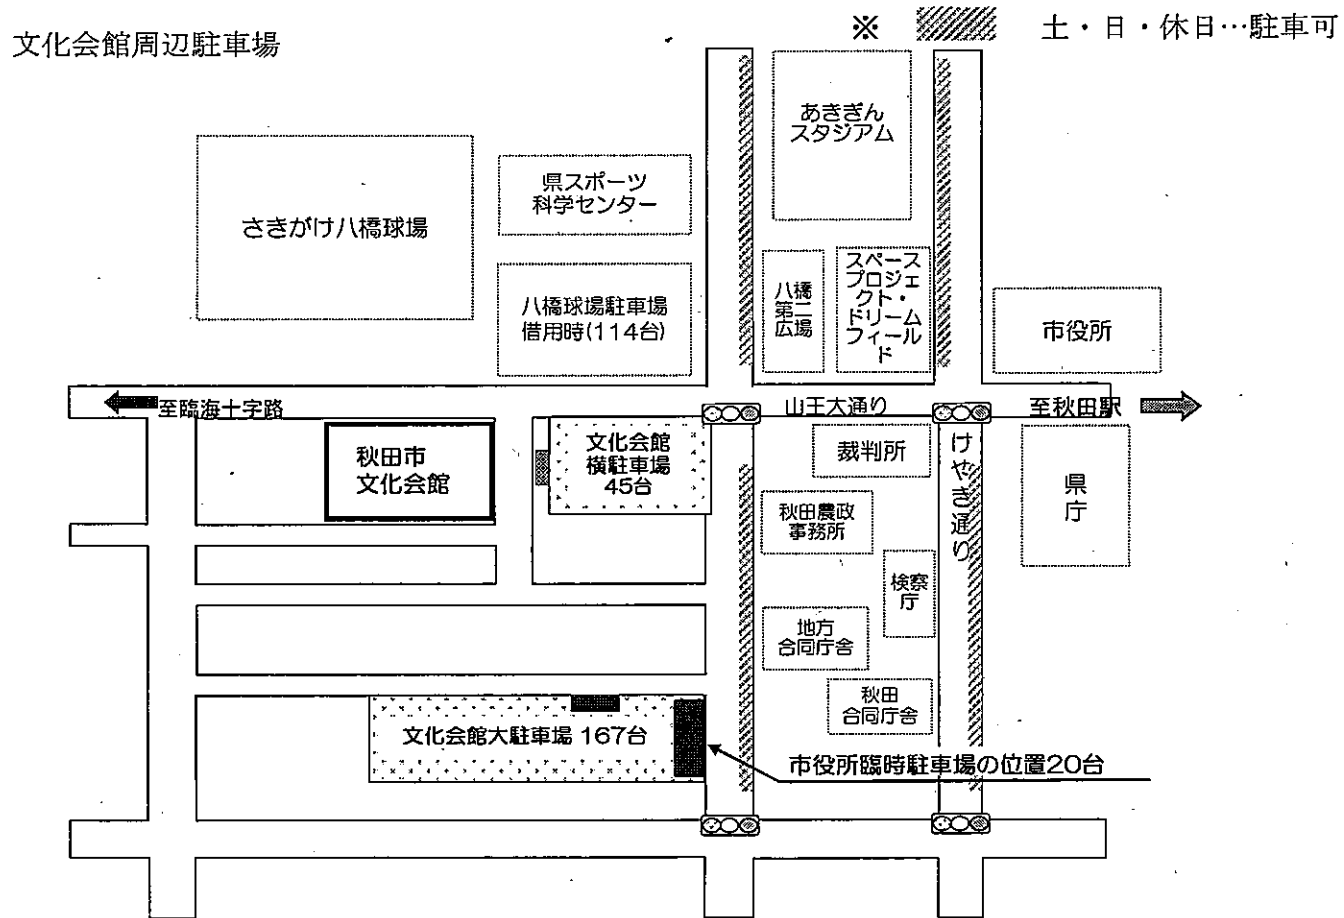 ※ 土・日・休日…駐車可
文化会館周辺駐車場
あきぎん
スタジアム
県スポーツ
科学センター
さきがけ八橋球場
スペース
プロジェ
クト・
ドリーム
フィール
ド
八橋
第二
広場
八橋球場駐車場
借用時(114台)
市役所
至臨海十字路
山王大通り
至秋田駅
秋田市
文化会館
文化会館
横駐車場
45台
裁判所
けやき通り
県庁
秋田農政
事務所
検察
庁
地方
合同庁舎
秋田
合同庁舎
文化会館大駐車場 167台
市役所臨時駐車場の位置20台